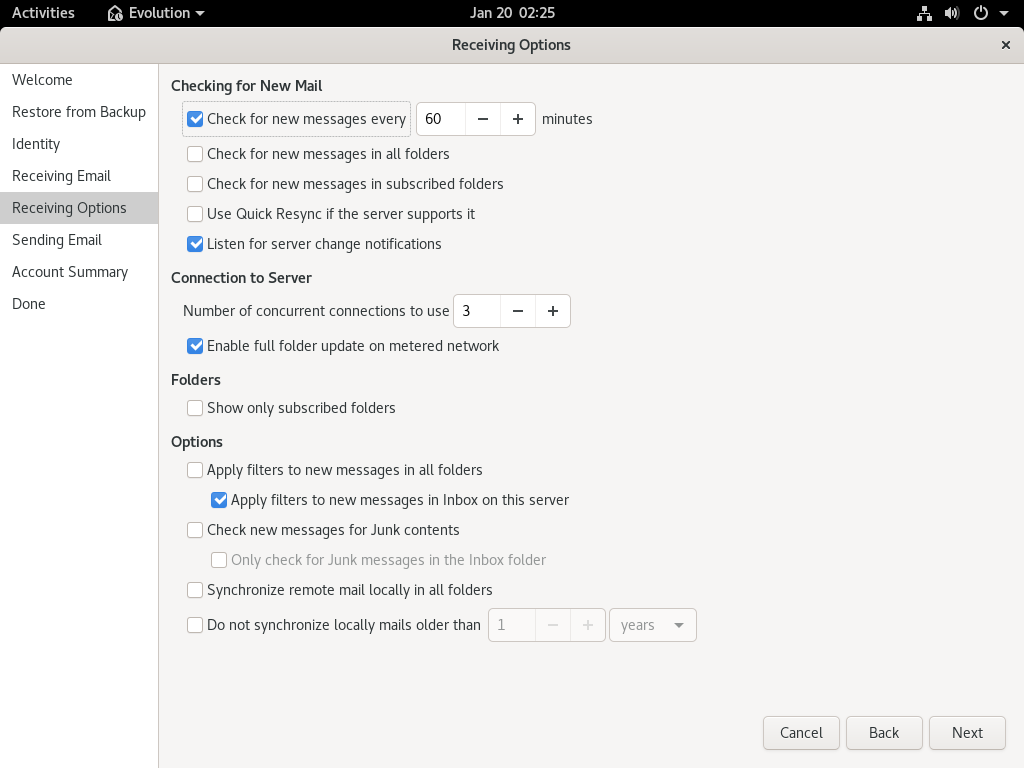 Activities Evolution Jan 20 02:25
Receiving Options
Welcome
Restore from Backup
Identity
Receiving Email
Receiving Options
Sending Email
Account Summary
Done
Checking for New Mail
Check for new messages every 60 minutes
Check for new messages in all folders
Check for new messages in subscribed folders
Use Quick Resync if the server supports it
Listen for server change notifications
Connection to Server
Number of concurrent connections to use 3
Enable full folder update on metered network
Folders
Show only subscribed folders
Options
Apply filters to new messages in all folders
Apply filters to new messages in Inbox on this server
Check new messages for Junk contents
Only check for Junk messages in the Inbox folder
Synchronize remote mail locally in all folders
Do not synchronize locally mails older than 1 years
Cancel Back Next